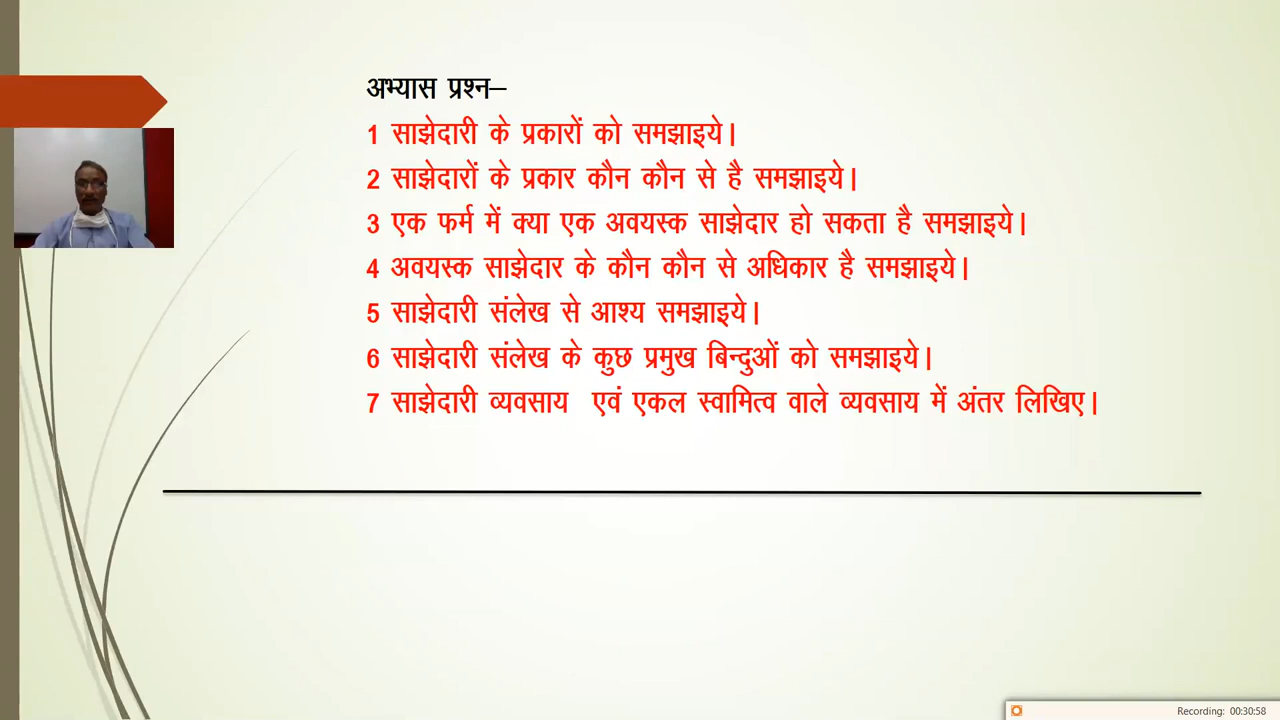 अभ्यास प्रश्न–
1 साझेदारी के प्रकारों को समझाइये।
2 साझेदारों के प्रकार कौन कौन से है समझाइये।
3 एक फर्म में क्या एक अवयस्क साझेदार हो सकता है समझाइये।
4 अवयस्क साझेदार के कौन कौन से अधिकार है समझाइये।
5 साझेदारी संलेख से आश्य समझाइये।
6 साझेदारी संलेख के कुछ प्रमुख बिन्दुओं को समझाइये।
7 साझेदारी व्यवसाय एवं एकल स्वामित्व वाले व्यवसाय में अंतर लिखिए।
Recording: 00:30:58